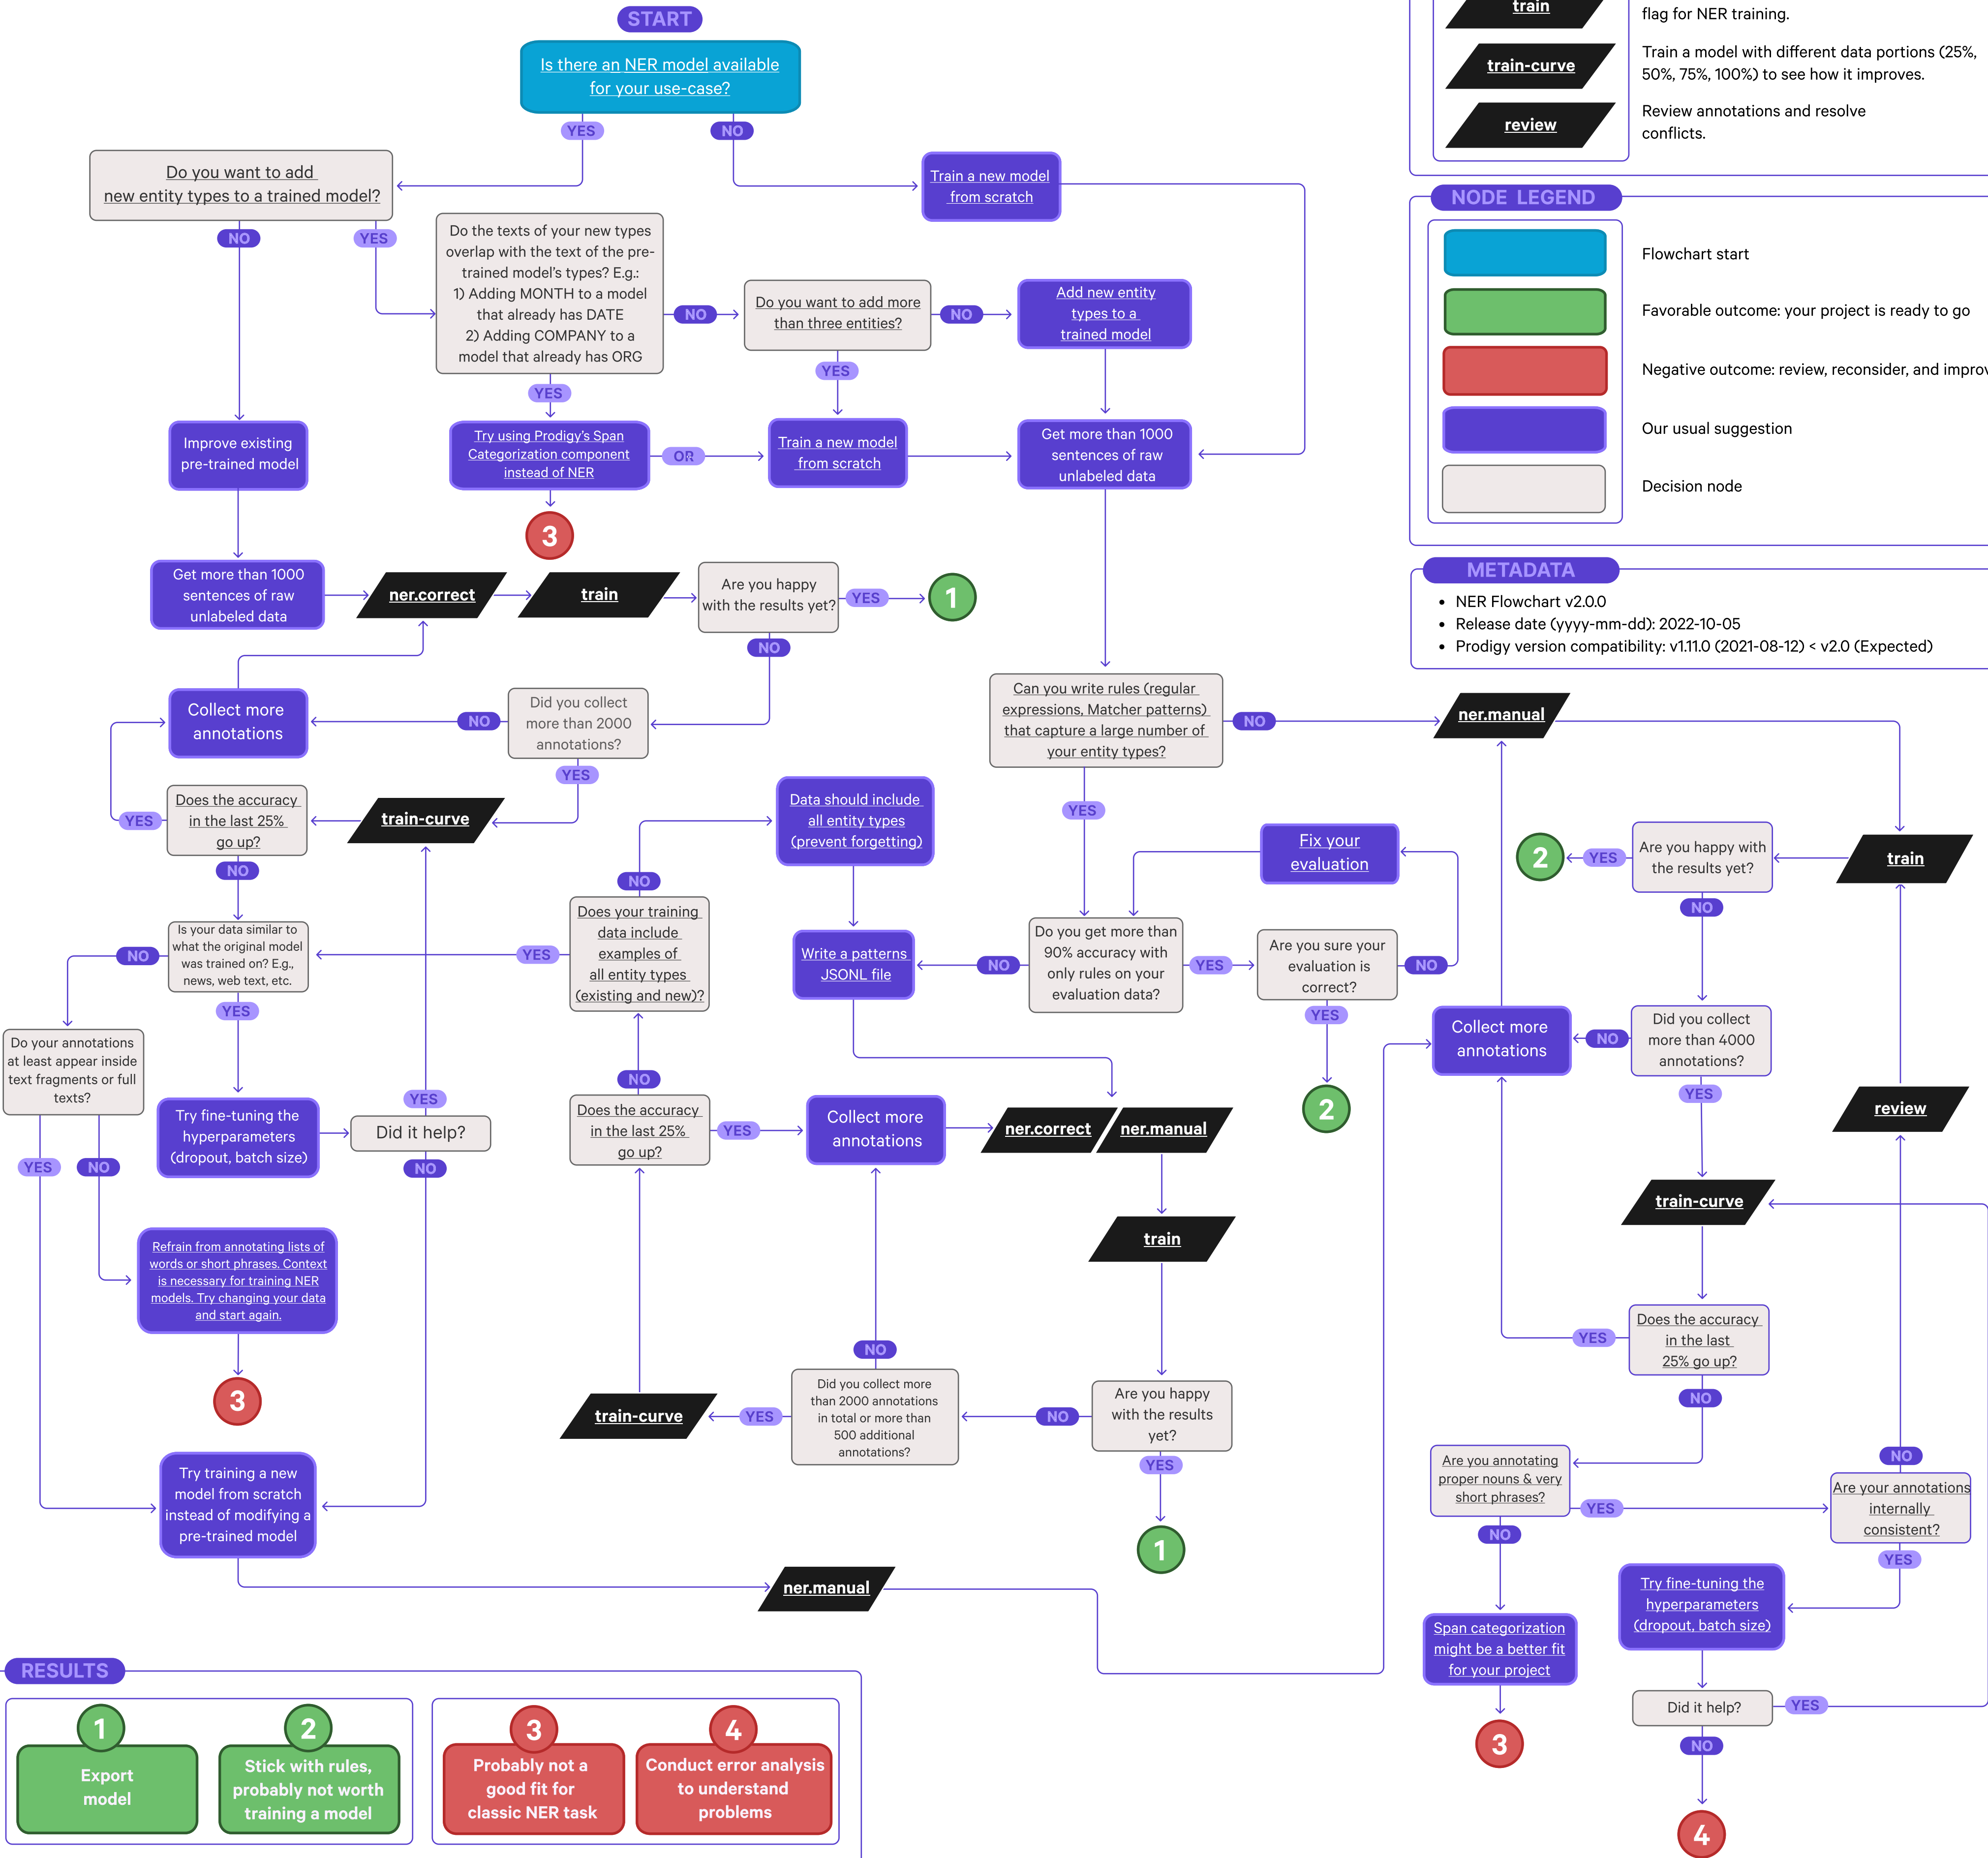 START
Is there an NER model available
for your use-case?
YES
NO
Do you want to add
new entity types to a trained model?
NO
YES
Train a new model
from scratch
Do the texts of your new types
overlap with the text of the pre-
trained model's types? E.g.:
1) Adding MONTH to a model
that already has DATE
2) Adding COMPANY to a
model that already has ORG
NO
YES
Do you want to add more
than three entities?
NO
YES
Add new entity
types to a
trained model
Improve existing
pre-trained model
Try using Prodigy's Span
Categorization component
instead of NER
OR
Train a new model
from scratch
Get more than 1000
sentences of raw
unlabeled data
3
Get more than 1000
sentences of raw
unlabeled data
ner.correct
train
Are you happy
with the results yet?
YES
1
NO
Collect more
annotations
NO
Did you collect
more than 2000
annotations?
YES
Does the accuracy
in the last 25%
go up?
YES
NO
train-curve
Is your data similar to
what the original model
was trained on? E.g.,
news, web text, etc.
NO
YES
Do your annotations
at least appear inside
text fragments or full
texts?
YES
NO
Try fine-tuning the
hyperparameters
(dropout, batch size)
YES
Did it help?
NO
Refrain from annotating lists of
words or short phrases. Context
is necessary for training NER
models. Try changing your data
and start again.
3
Try training a new
model from scratch
instead of modifying a
pre-trained model
ner.manual
Can you write rules (regular
expressions, Matcher patterns)
that capture a large number of
your entity types?
NO
YES
Data should include
all entity types
(prevent forgetting)
NO
Does your training
data include
examples of
all entity types
(existing and new)?
YES
NO
Write a patterns
JSONL file
Fix your
evaluation
Do you get more than
90% accuracy with
only rules on your
evaluation data?
NO
YES
Are you sure your
evaluation is
correct?
NO
YES
2
Does the accuracy
in the last 25%
go up?
YES
Collect more
annotations
ner.correct
ner.manual
train
NO
train-curve
YES
Did you collect more
than 2000 annotations
in total or more than
500 additional
annotations?
NO
Are you happy
with the results
yet?
YES
1
ner.manual
train
Are you happy with
the results yet?
YES
2
NO
Collect more
annotations
NO
Did you collect
more than 4000
annotations?
YES
review
train-curve
Does the accuracy
in the last
25% go up?
YES
NO
Are you annotating
proper nouns & very
short phrases?
YES
NO
NO
Are your annotations
internally
consistent?
YES
Try fine-tuning the
hyperparameters
(dropout, batch size)
Span categorization
might be a better fit
for your project
3
Did it help?
YES
NO
4
train
flag for NER training.
train-curve
Train a model with different data portions (25%,
50%, 75%, 100%) to see how it improves.
review
Review annotations and resolve
conflicts.
NODE LEGEND
Flowchart start
Favorable outcome: your project is ready to go
Negative outcome: review, reconsider, and improv
Our usual suggestion
Decision node
METADATA
• NER Flowchart v2.0.0
• Release date (yyyy-mm-dd): 2022-10-05
• Prodigy version compatibility: v1.11.0 (2021-08-12) < v2.0 (Expected)
RESULTS
1
Export
model
2
Stick with rules,
probably not worth
training a model
3
Probably not a
good fit for
classic NER task
4
Conduct error analysis
to understand
problems